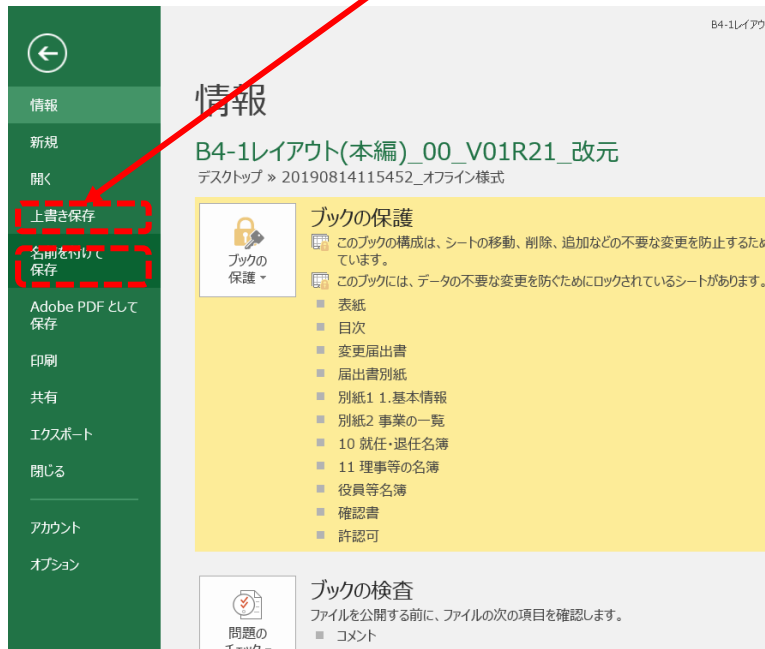 B4-1レイアウ
情報
新規
開く
上書き保存
名前を付けて
保存
Adobe PDF として
保存
印刷
共有
エクスポート
閉じる
アカウント
オプション
情報
B4-1レイアウト(本編)_00_V01R21_改元
デスクトップ » 20190814115452_オフライン様式
ブックの
保護
ブックの保護
このブックの構成は、シートの移動、削除、追加などの不要な変更を防止するため
ています。
このブックには、データの不要な変更を防ぐためにロックされているシートがあります。
表紙
目次
変更届出書
届出書別紙
別紙1 1.基本情報
別紙2 事業の一覧
10 就任・退任名簿
11 理事等の名簿
役員等名簿
確認書
許認可
問題の
チェック
ブックの検査
ファイルを公開する前に、ファイルの次の項目を確認します。
コメント